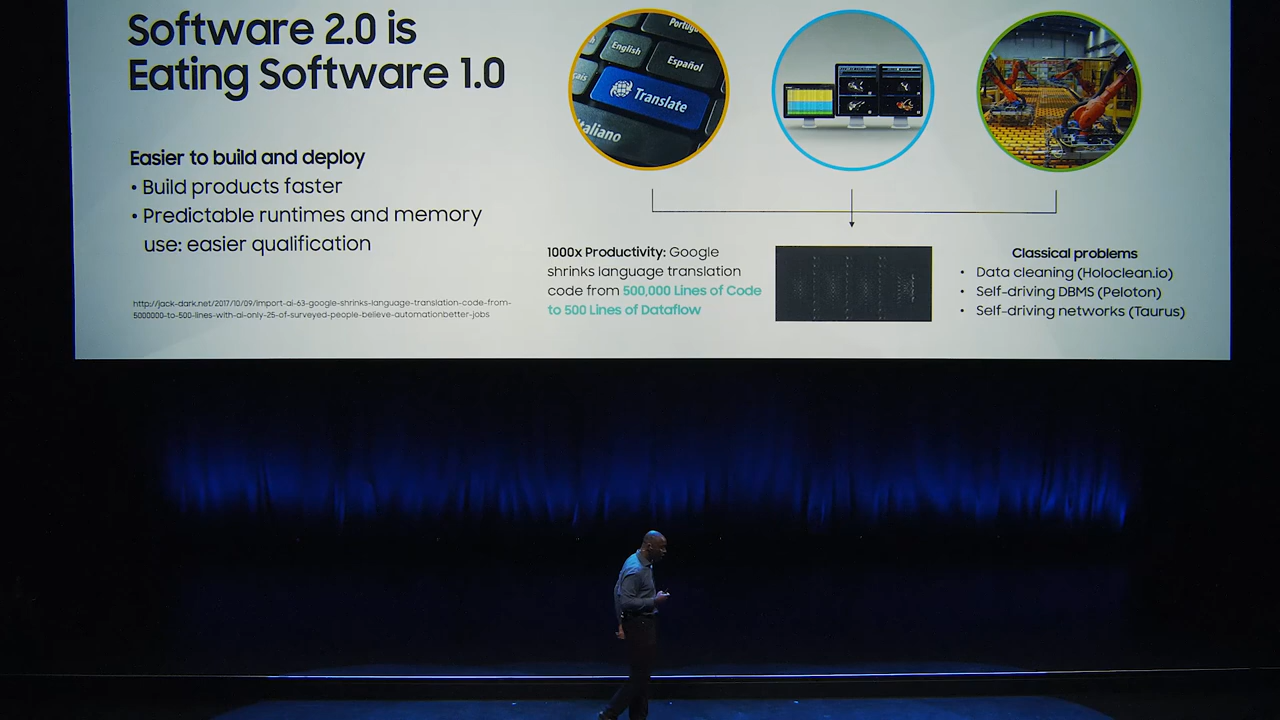 Software 2.0 is
Eating Software 1.0
Easier to build and deploy
• Build products faster
• Predictable runtimes and memory
use: easier qualification
http://jack-dark.net/2017/10/09/import-ai-63-google-shrinks-language-translation-code-from-
5000000-to-500-lines-with-ai-only-25-of-surveyed-people-believe-automationbetter-jobs
Portugu
English
Español
Translate
Italiano
1000x Productivity: Google
shrinks language translation
code from 500,000 Lines of Code
to 500 Lines of Dataflow
Classical problems
• Data cleaning (Holoclean.io)
• Self-driving DBMS (Peloton)
• Self-driving networks (Taurus)